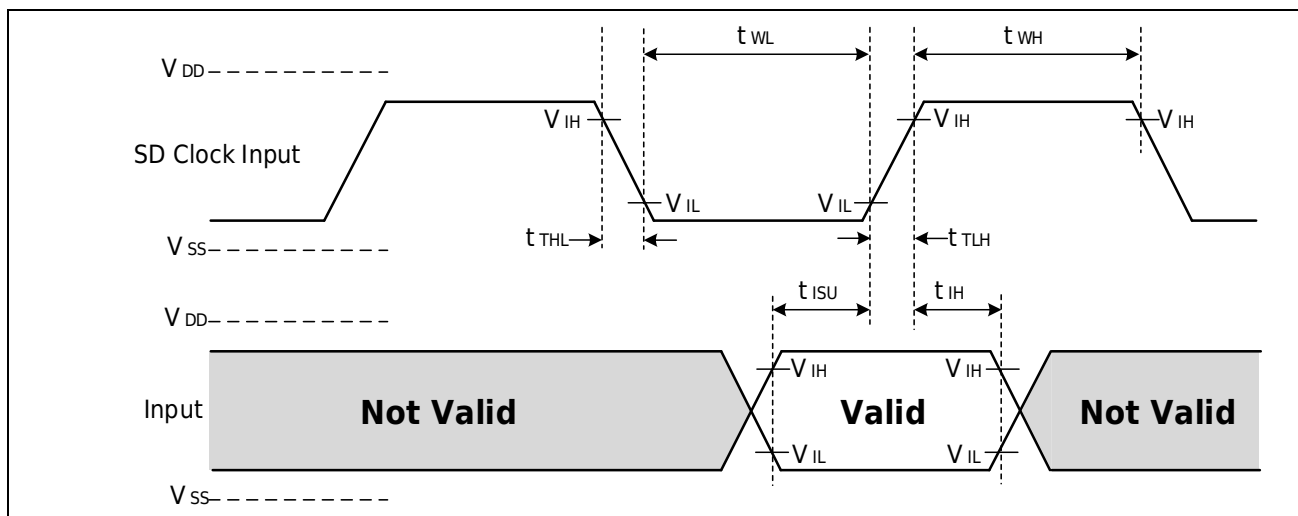 t WL
t WH
V DD
V IH
V IH
V IH
SD Clock Input
V IL
V IL
V SS
t THL
t TLH
t ISU
t IH
V DD
V IH
V IH
Input
Not Valid
Valid
Not Valid
V IL
V IL
V SS